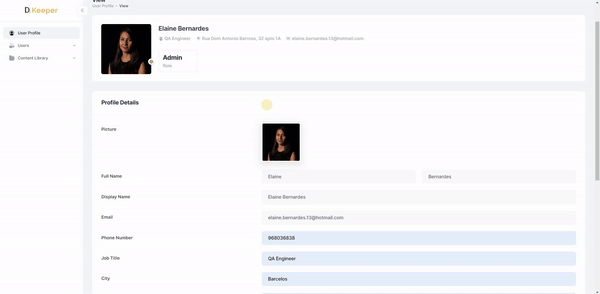 View
User Profile - View
D.Keeper
User Profile
Users
Content Library
Elaine Bernardes
QA Engineer
Rua Dom Antonio Barroso, 32 apto 1A
elaine.bernardes.13@hotmail.com
Admin
Role
Profile Details
Picture
Full Name
Elaine
Bernardes
Display Name
Elaine Bernardes
Email
elaine.bernardes.13@hotmail.com
Phone Number
968036838
Job Title
QA Engineer
City
Barcelos